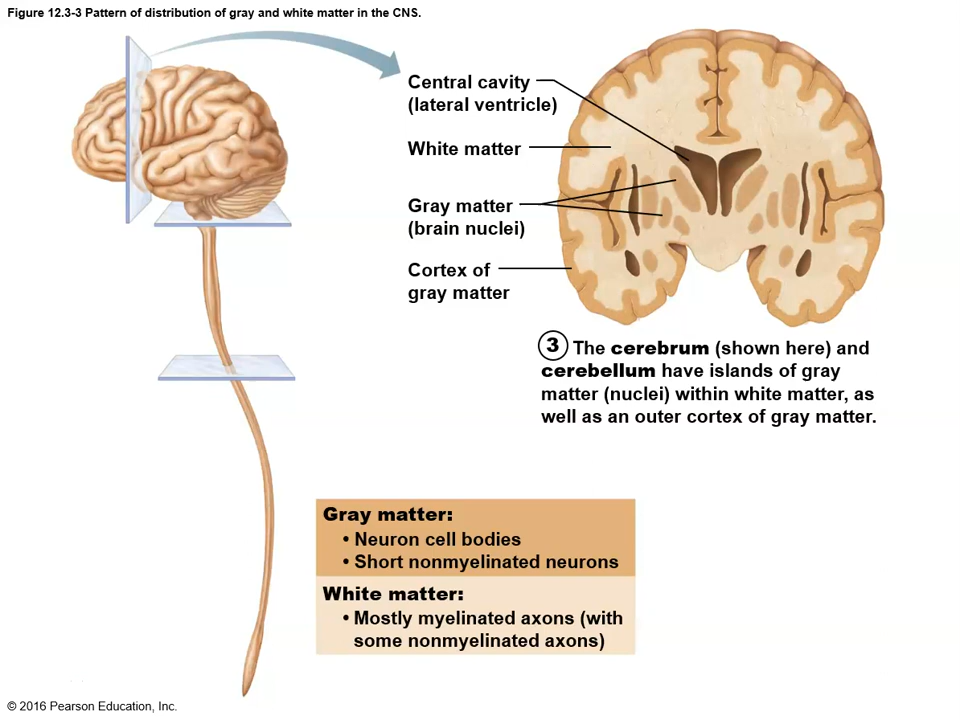 Figure 12.3-3 Pattern of distribution of gray and white matter in the CNS.
Central cavity
(lateral ventricle)
White matter
Gray matter
(brain nuclei)
Cortex of
gray matter
3 The cerebrum (shown here) and
cerebellum have islands of gray
matter (nuclei) within white matter, as
well as an outer cortex of gray matter.
Gray matter:
• Neuron cell bodies
• Short nonmyelinated neurons
White matter:
• Mostly myelinated axons (with
some nonmyelinated axons)
© 2016 Pearson Education, Inc.